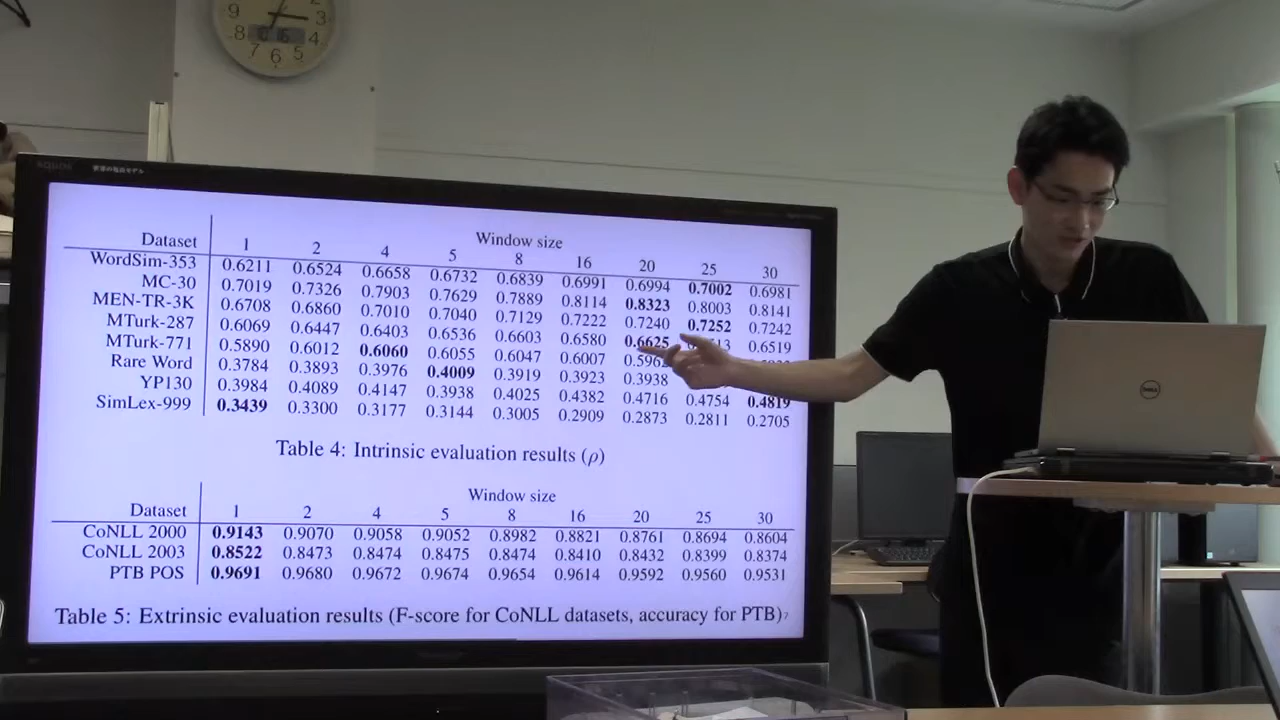 9 2 3
8 4
7 6 5
AQUOS
Window size
Dataset 1 2 4 5 8 16 20 25 30
WordSim-353 0.6211 0.6524 0.6658 0.6732 0.6839 0.6991 0.6994 0.7002 0.6981
MC-30 0.7019 0.7326 0.7903 0.7629 0.7889 0.8114 0.8323 0.8003 0.8141
MEN-TR-3K 0.6708 0.6860 0.7010 0.7040 0.7129 0.7222 0.7240 0.7252 0.7242
MTurk-287 0.6069 0.6447 0.6403 0.6536 0.6603 0.6580 0.6625 0.6519
MTurk-771 0.5890 0.6012 0.6060 0.6055 0.6047 0.6007
Rare Word 0.3784 0.3893 0.3976 0.4009 0.3919 0.3923 0.3938
YP130 0.3984 0.4089 0.4147 0.3938 0.4025 0.4382 0.4716 0.4754 0.4819
SimLex-999 0.3439 0.3300 0.3177 0.3144 0.3005 0.2909 0.2873 0.2811 0.2705
Table 4: Intrinsic evaluation results (ρ)
Window size
Dataset 1 2 4 5 8 16 20 25 30
CoNLL 2000 0.9143 0.9070 0.9058 0.9052 0.8982 0.8821 0.8761 0.8694 0.8604
CoNLL 2003 0.8522 0.8473 0.8474 0.8475 0.8474 0.8410 0.8432 0.8399 0.8374
PTB POS 0.9691 0.9680 0.9672 0.9674 0.9654 0.9614 0.9592 0.9560 0.9531
Table 5: Extrinsic evaluation results (F-score for CoNLL datasets, accuracy for PTB) 7
DELL